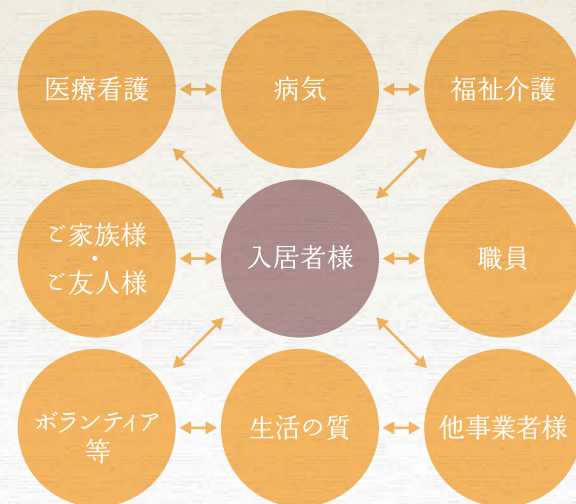 医療看護
病気
福祉介護
ご家族様
・
ご友人様
入居者様
職員
ボランティア
等
生活の質
他事業者様